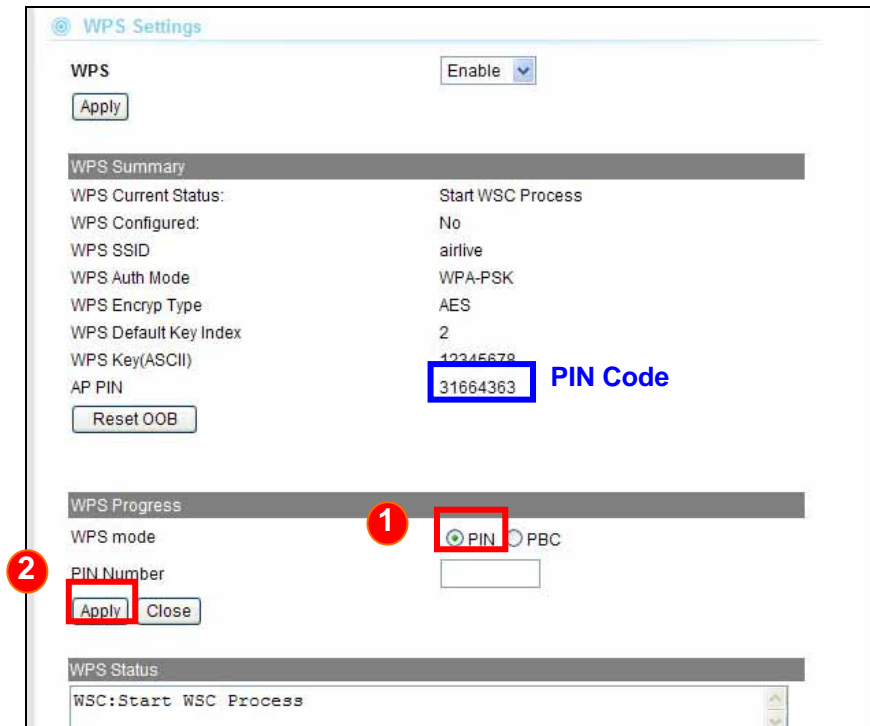 WPS Settings
WPS Enable
Apply
WPS Summary
WPS Current Status: Start WSC Process
WPS Configured: No
WPS SSID airlive
WPS Auth Mode WPA-PSK
WPS Encryp Type AES
WPS Default Key Index 2
WPS Key(ASCII) 12345678
AP PIN 31664363 PIN Code
Reset OOB
WPS Progress
WPS mode 1 PIN PBC
2 PIN Number
Apply Close
WPS Status
WSC:Start WSC Process